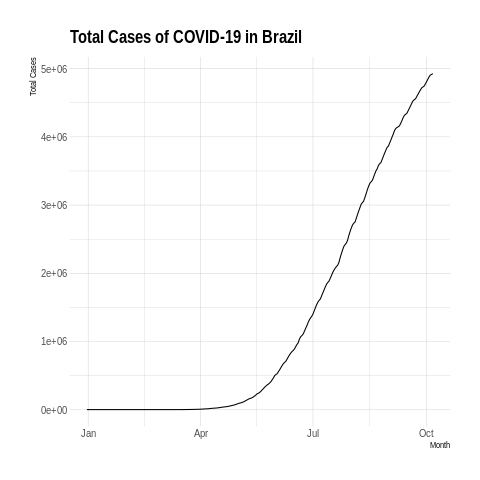 Total Cases of COVID-19 in Brazil
Total Cases
5e+06
4e+06
3e+06
2e+06
1e+06
0e+00
Jan Apr Jul Oct
Month